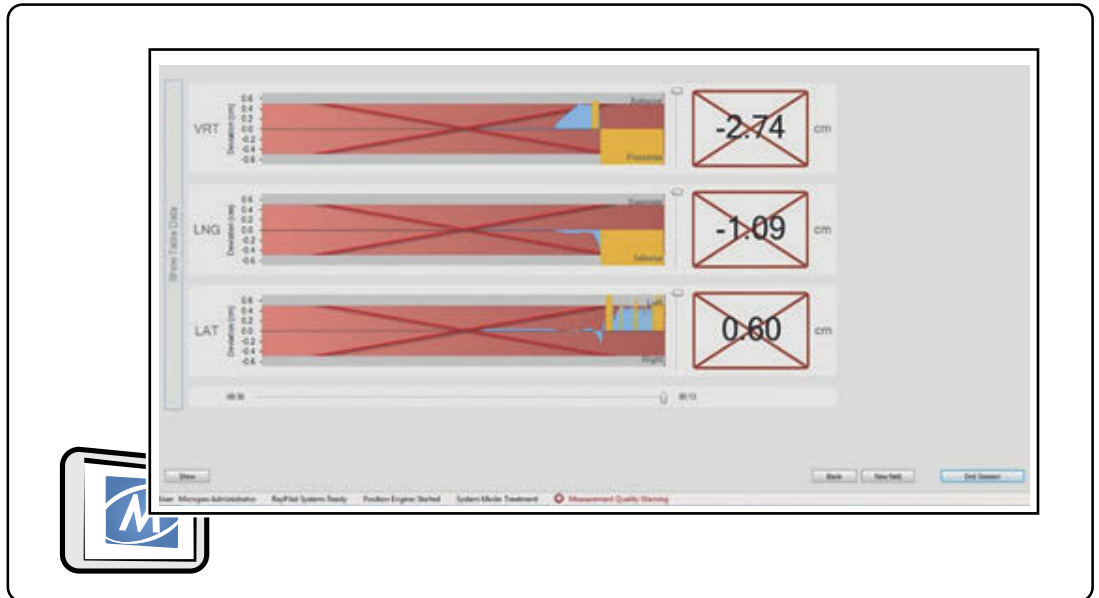 0.6
0.4
0.2
0.0
-0.2
-0.4
-0.6
Deviation [cm]
VRT
Anterior
Posterior
-2.74
cm
0.6
0.4
0.2
0.0
-0.2
-0.4
-0.6
Deviation [cm]
LNG
Inferior
-1.09
cm
0.6
0.4
0.2
0.0
-0.2
-0.4
-0.6
Deviation [cm]
LAT
Left
Right
0.60
cm
Show Table Data
Show
Back
New field
End Session
User: Micropos Administrator RayPilot System: Ready Position Engine: Started System Mode: Treatment Measurement Quality Warning
M